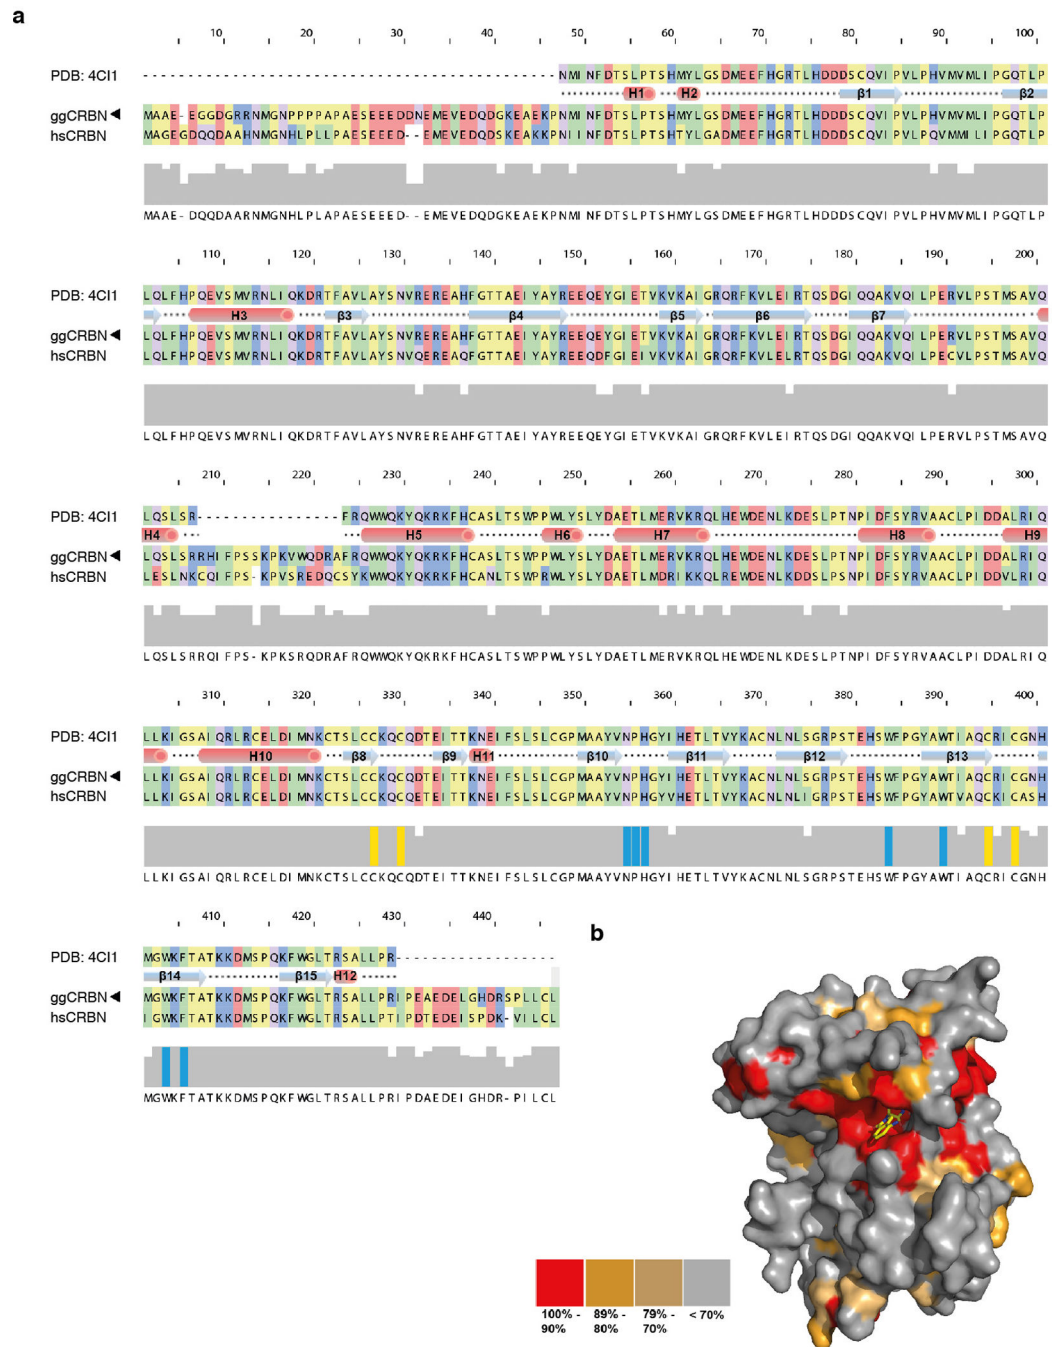 a
10 20 30 40 50 60 70 80 90 100
PDB: 4CI1 - - - - - - - - - - - - - - - - - - - - - - - - - - - - - - - - - - - - - - - - - - - - - - NMINFDTSLPTSHMYLGSDMEEFHGRTLHDDDSCQVIPVLPHVMVMLIPGQTLP
H1 H2 β1 β2
ggCRBN ◀ MAAE-EGGDGRRNMGNPPPPAPAESEEEDDNEMEVEDQDGKEAEKPNMINFDTSLPTSHMYLGSDMEEFHGRTLHDDDSCQVIPVLPHVMVMLIPGQTLP
hsCRBN MAGEGDQQDAAHNMGNHLPLLPAESEEED--EMEVEDQDSKEAKKPNIINFDTSLPTSHTYLGADMEEFHGRTLHDDDSCQVIPVLPQVMMILIPGQTLP
MAAE-DQQDAARNMGNHLPLAPAESEEED--EMEVEDQDGKEAEKPNMINFDTSLPTSHMYLGSDMEEFHGRTLHDDDSCQVIPVLPHVMVMLIPGQTLP
110 120 130 140 150 160 170 180 190 200
PDB: 4CI1 LQLFHPQEVSMVRNLIQKDRTFAVLAYSNVREREAHFGTTAEIYAYREEQEYGIETVKVKAIGRQRFKVLEIRTQSDGIQQAKVQILPERVLPSTMSAVQ
H3 β3 β4 β5 β6 β7
ggCRBN ◀ LQLFHPQEVSMVRNLIQKDRTFAVLAYSNVREREAHFGTTAEIYAYREEQEYGIETVKVKAIGRQRFKVLEIRTQSDGIQQAKVQILPERVLPSTMSAVQ
hsCRBN LQLFHPQEVSMVRNLIQKDRTFAVLAYSNVQEREAQFGTTAEIYAYREEQDFGIEIVKVKAIGRQRFKVLELRTQSDGIQQAKVQILPECVLPSTMSAVQ
LQLFHPQEVSMVRNLIQKDRTFAVLAYSNVREREAHFGTTAEIYAYREEQEYGIETVKVKAIGRQRFKVLEIRTQSDGIQQAKVQILPERVLPSTMSAVQ
210 220 230 240 250 260 270 280 290 300
PDB: 4CI1 LQSLSR- - - - - - - - - - - - - - - -FRQWWQKYQKRKFHCASLTSWPPWLYSLYDAETLMERVKRQLHEWDENLKDESLPTNPIDFSYRVAACLPIDDALRIQ
H4 H5 H6 H7 H8 H9
ggCRBN ◀ LQSLSRRHIFPSSKPKVWQDRAFRQWWQKYQKRKFHCASLTSWPPWLYSLYDAETLMERVKRQLHEWDENLKDESLPTNPIDFSYRVAACLPIDDALRIQ
hsCRBN LESLNKCQIFPS-KPVSREDQCSYKWWQKYQKRKFHCANLTSWPRWLYSLYDAETLMDRIKKQLREWDENLKDDSLPSNPIDFSYRVAACLPIDDVLRIQ
LQSLSRRQIFPS-KPKSRQDRAFRQWWQKYQKRKFHCASLTSWPPWLYSLYDAETLMERVKRQLHEWDENLKDESLPTNPIDFSYRVAACLPIDDALRIQ
310 320 330 340 350 360 370 380 390 400
PDB: 4CI1 LLKIGSAIQRLRCELDIMNKCTSLCCKQCQDTEITTKNEIFSLSLCGPMAAYVNPHGYIHETLTVYKACNLNLSGRPSTEHSWFPGYAWTIAQCRICGNH
H10 β8 β9 H11 β10 β11 β12 β13
ggCRBN ◀ LLKIGSAIQRLRCELDIMNKCTSLCCKQCQDTEITTKNEIFSLSLCGPMAAYVNPHGYIHETLTVYKACNLNLSGRPSTEHSWFPGYAWTIAQCRICGNH
hsCRBN LLKIGSAIQRLRCELDIMNKCTSLCCKQCQETEITTKNEIFSLSLCGPMAAYVNPHGYVHETLTVYKACNLNLIGRPSTEHSWFPGYAWTVAQCKICASH
LLKIGSAIQRLRCELDIMNKCTSLCCKQCQDTEITTKNEIFSLSLCGPMAAYVNPHGYIHETLTVYKACNLNLSGRPSTEHSWFPGYAWTIAQCRICGNH
410 420 430 440
PDB: 4CI1 MGWKFTATKKDMSPQKFWGLTRSALLPR- - - - - - - - - - - - - - - - - -
β14 β15 H12
ggCRBN ◀ MGWKFTATKKDMSPQKFWGLTRSALLPRIPEAEDELGHDRSPLLCL
hsCRBN IGWKFTATKKDMSPQKFWGLTRSALLPTIPDTEDEISPDK-VILCL
MGWKFTATKKDMSPQKFWGLTRSALLPRIPDAEDEIGHDR-PILCL
b
100% - 90% 89% - 80% 79% - 70% < 70%